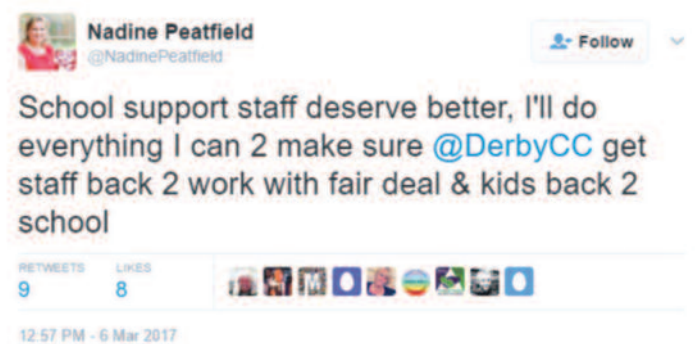 Nadine Peatfield
@NadinePeatfield
Follow
School support staff deserve better, I'll do
everything I can 2 make sure @DerbyCC get
staff back 2 work with fair deal & kids back 2
school
RETWEETS LIKES
9 8
12:57 PM - 6 Mar 2017